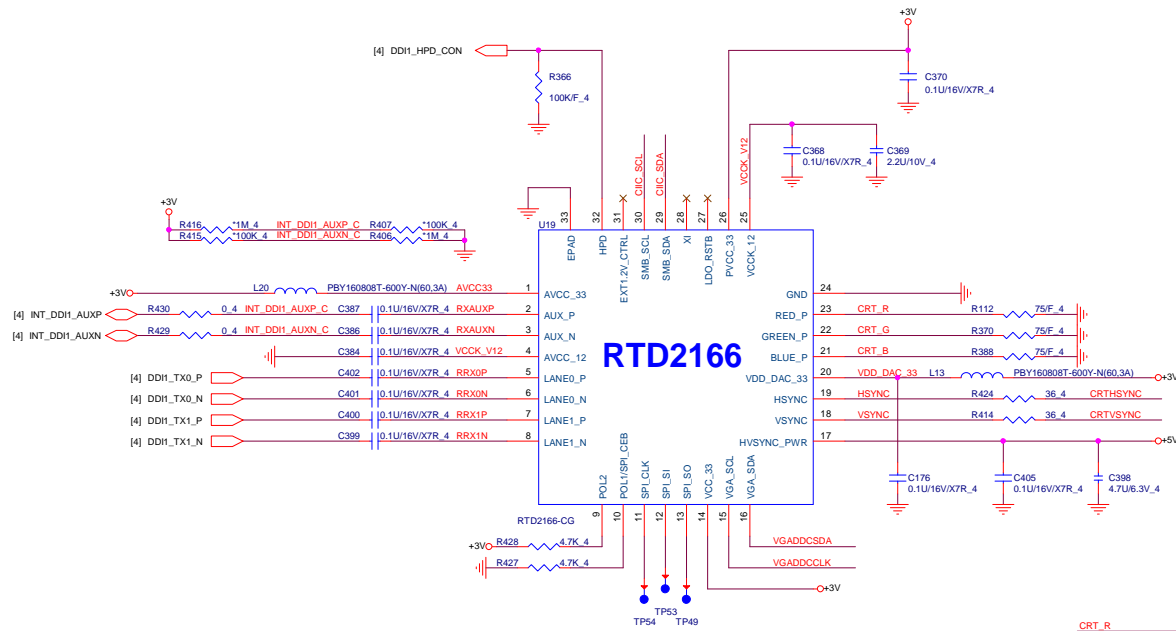 +3V
[4] DDI1_HPD_CON
R366
100K/F_4
C370
0.1U/16V/X7R_4
CIIC_SCL
CIIC_SDA
VCCK_V12
C368
0.1U/16V/X7R_4
C369
2.2U/10V_4
+3V
R416 *1M_4 INT_DDI1_AUXP_C R407 *100K_4
R415 *100K_4 INT_DDI1_AUXN_C R406 *1M_4
33 32 31 30 29 28 27 26 25
U19
EPAD HPD EXT1.2V_CTRL SMB_SCL SMB_SDA XI LDO_RSTB PVCC_33 VCCK_12
+3V L20 PBY160808T-600Y-N(60,3A) AVCC33 1 AVCC_33
[4] INT_DDI1_AUXP R430 0_4 INT_DDI1_AUXP_C C387 0.1U/16V/X7R_4 RXAUXP 2 AUX_P
[4] INT_DDI1_AUXN R429 0_4 INT_DDI1_AUXN_C C386 0.1U/16V/X7R_4 RXAUXN 3 AUX_N
C384 0.1U/16V/X7R_4 VCCK_V12 4 AVCC_12
[4] DDI1_TX0_P C402 0.1U/16V/X7R_4 RRX0P 5 LANE0_P
[4] DDI1_TX0_N C401 0.1U/16V/X7R_4 RRX0N 6 LANE0_N
[4] DDI1_TX1_P C400 0.1U/16V/X7R_4 RRX1P 7 LANE1_P
[4] DDI1_TX1_N C399 0.1U/16V/X7R_4 RRX1N 8 LANE1_N
RTD2166
GND 24
RED_P 23 CRT_R R112 75/F_4
GREEN_P 22 CRT_G R370 75/F_4
BLUE_P 21 CRT_B R388 75/F_4
VDD_DAC_33 20 VDD_DAC_33 L13 PBY160808T-600Y-N(60,3A) +3V
HSYNC 19 HSYNC R424 36_4 CRTHSYNC
VSYNC 18 VSYNC R414 36_4 CRTVSYNC
HVSYNC_PWR 17 +5V
POL2 POL1/SPI_CEB SPI_CLK SPI_SI SPI_SO VCC_33 VGA_SCL VGA_SDA
9 10 11 12 13 14 15 16
C176
0.1U/16V/X7R_4
C405
0.1U/16V/X7R_4
C398
4.7U/6.3V_4
RTD2166-CG
+3V R428 4.7K_4
R427 4.7K_4
VGADDCSDA
VGADDCCLK
+3V
TP54
TP53
TP49
CRT_R